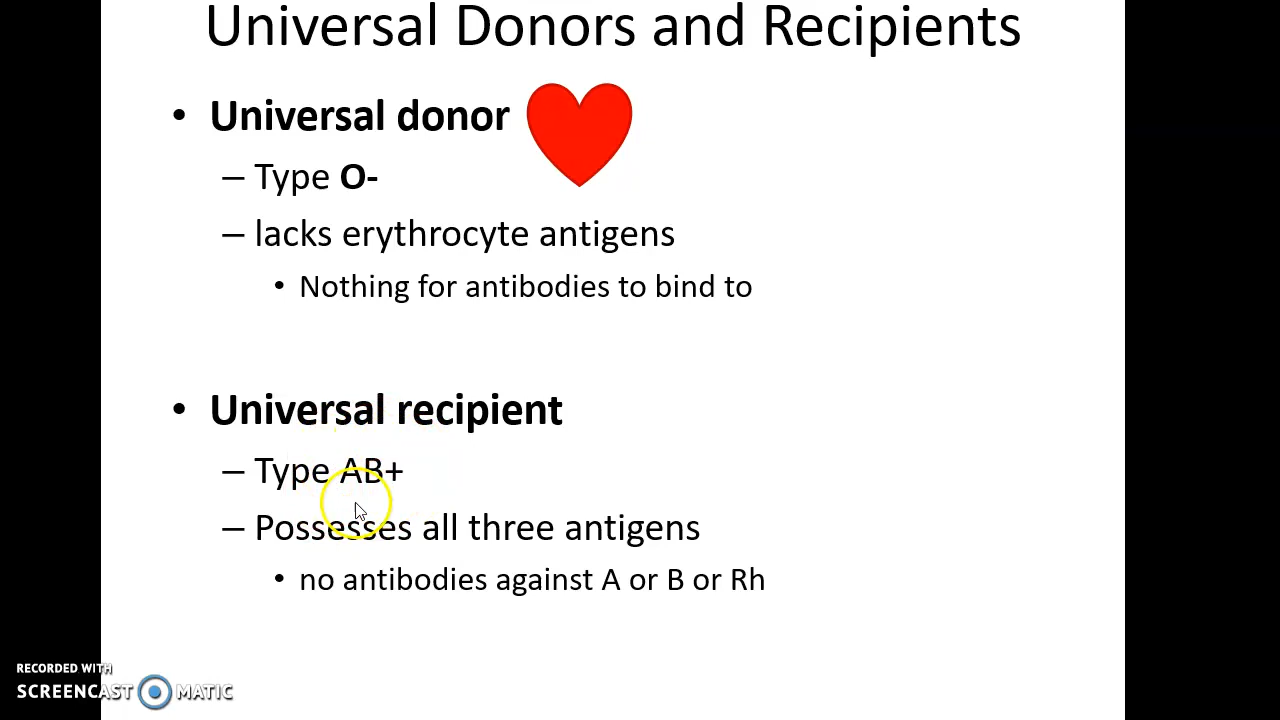 Universal Donors and Recipients
• Universal donor
– Type O-
– lacks erythrocyte antigens
• Nothing for antibodies to bind to
• Universal recipient
– Type AB+
– Possesses all three antigens
• no antibodies against A or B or Rh
RECORDED WITH
SCREENCAST MATIC